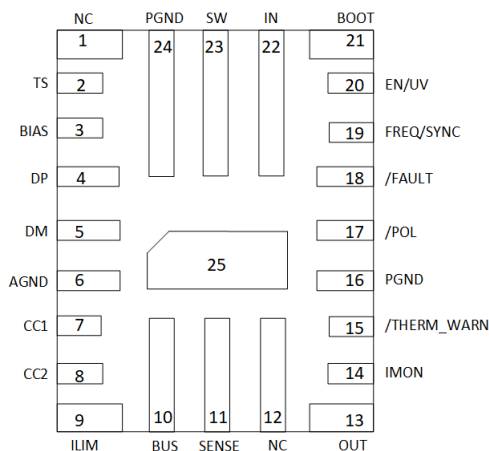 NC PGND SW IN BOOT
1 24 23 22 21
TS 2 20 EN/UV
BIAS 3 19 FREQ/SYNC
DP 4 18 /FAULT
DM 5 17 /POL
25
AGND 6 16 PGND
CC1 7 15 /THERM_WARN
CC2 8 14 IMON
9 10 11 12 13
ILIM BUS SENSE NC OUT